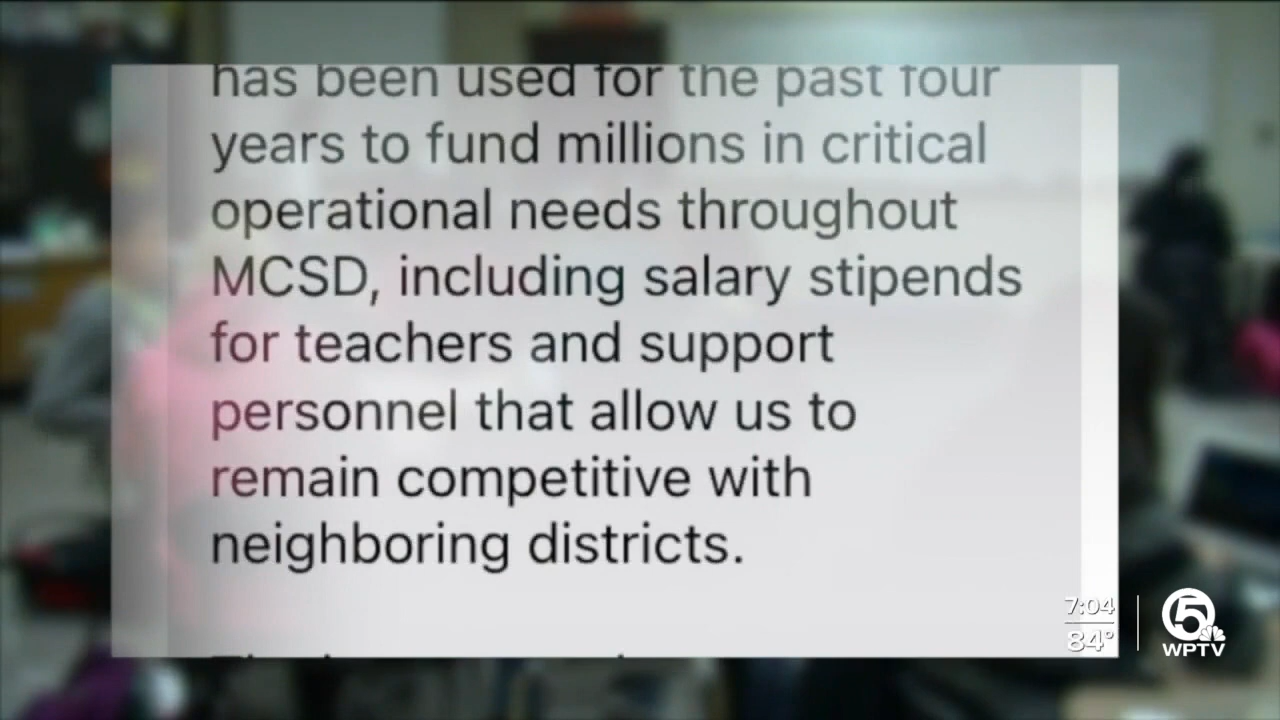 has been used for the past four
years to fund millions in critical
operational needs throughout
MCSD, including salary stipends
for teachers and support
personnel that allow us to
remain competitive with
neighboring districts.
7:04
84°
5
WPTV